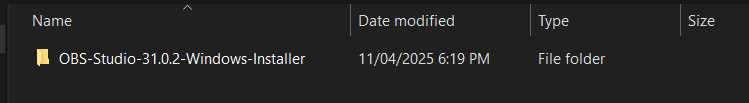 Name Date modified Type Size
OBS-Studio-31.0.2-Windows-Installer 11/04/2025 6:19 PM File folder